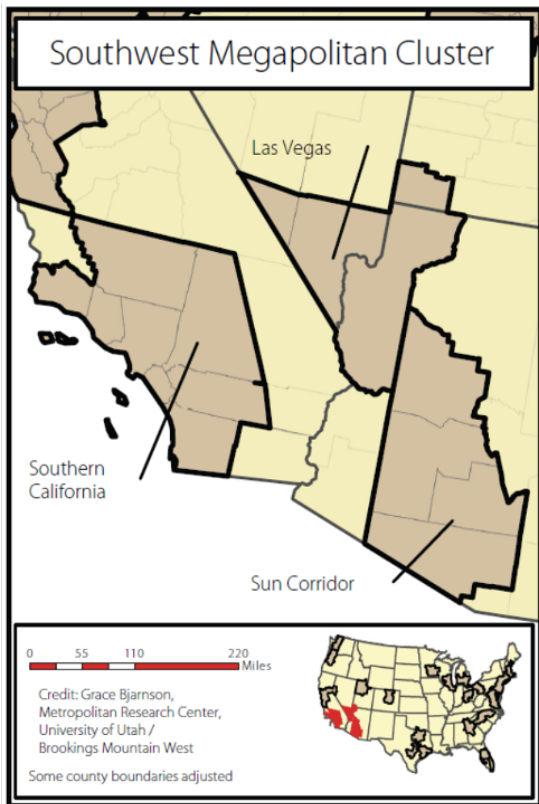 Southwest Megapolitan Cluster
Las Vegas
Southern
California
Sun Corridor
0 55 110 220
Miles
Credit: Grace Bjarnson,
Metropolitan Research Center,
University of Utah /
Brookings Mountain West
Some county boundaries adjusted